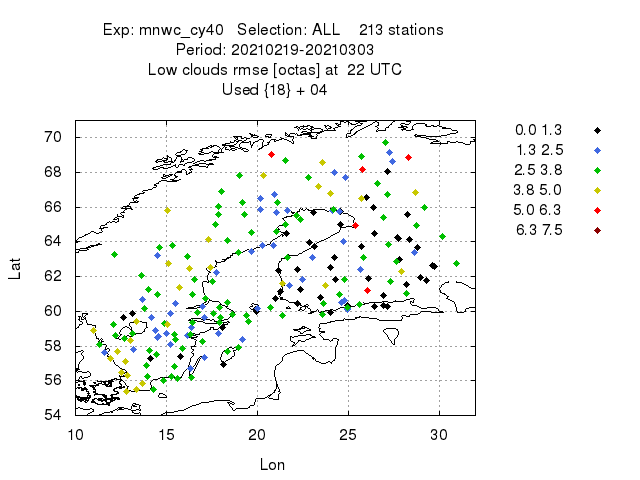 Exp: mnwc_cy40 Selection: ALL 213 stations
Period: 20210219-20210303
Low clouds rmse [octas] at 22 UTC
Used {18} + 04
70
68
66
64
62
60
58
56
54
10 15 20 25 30
Lat
Lon
0.0 1.3
1.3 2.5
2.5 3.8
3.8 5.0
5.0 6.3
6.3 7.5